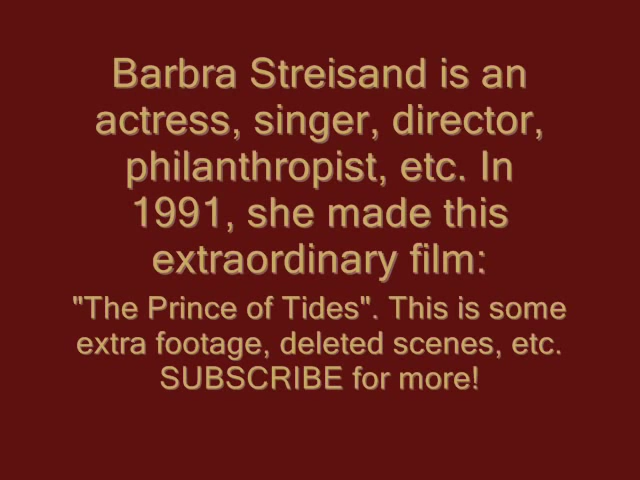 Barbra Streisand is an
actress, singer, director,
philanthropist, etc. In
1991, she made this
extraordinary film:
"The Prince of Tides". This is some
extra footage, deleted scenes, etc.
SUBSCRIBE for more!